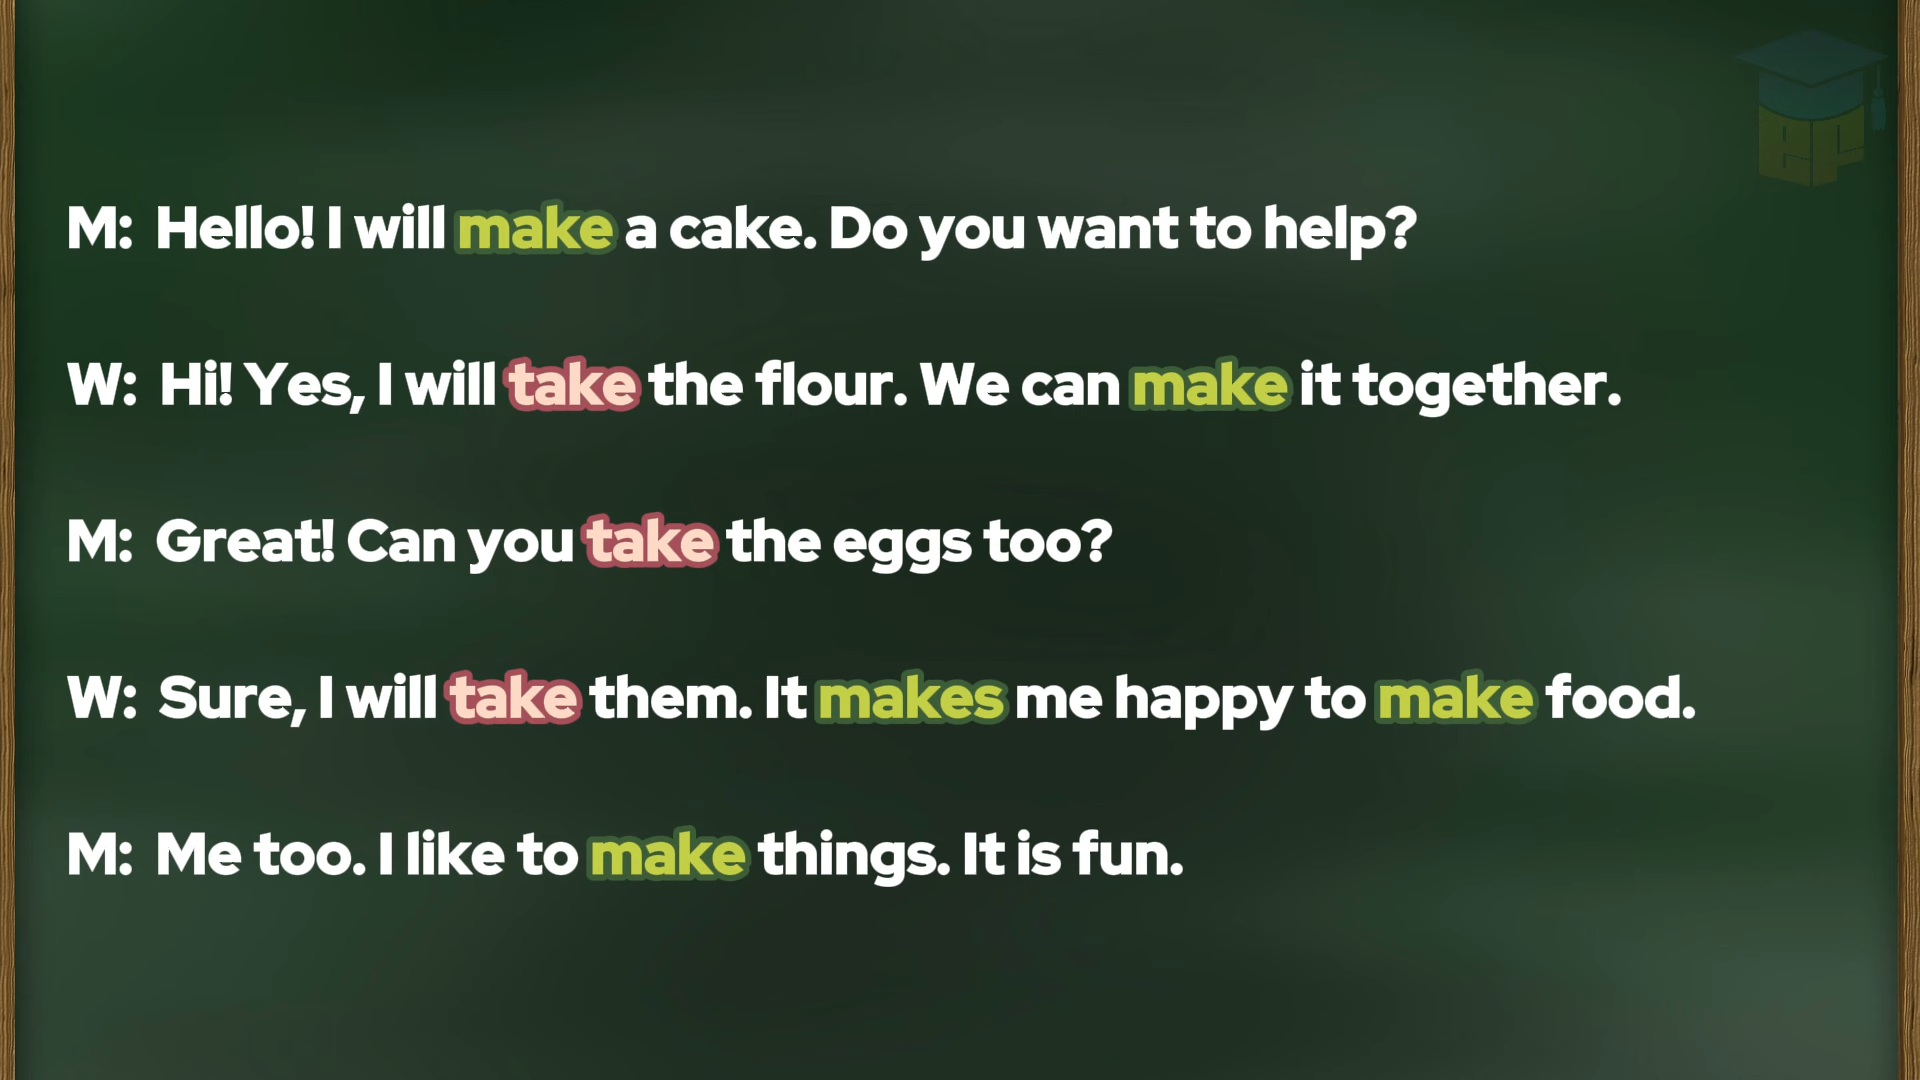 M: Hello! I will make a cake. Do you want to help?
W: Hi! Yes, I will take the flour. We can make it together.
M: Great! Can you take the eggs too?
W: Sure, I will take them. It makes me happy to make food.
M: Me too. I like to make things. It is fun.